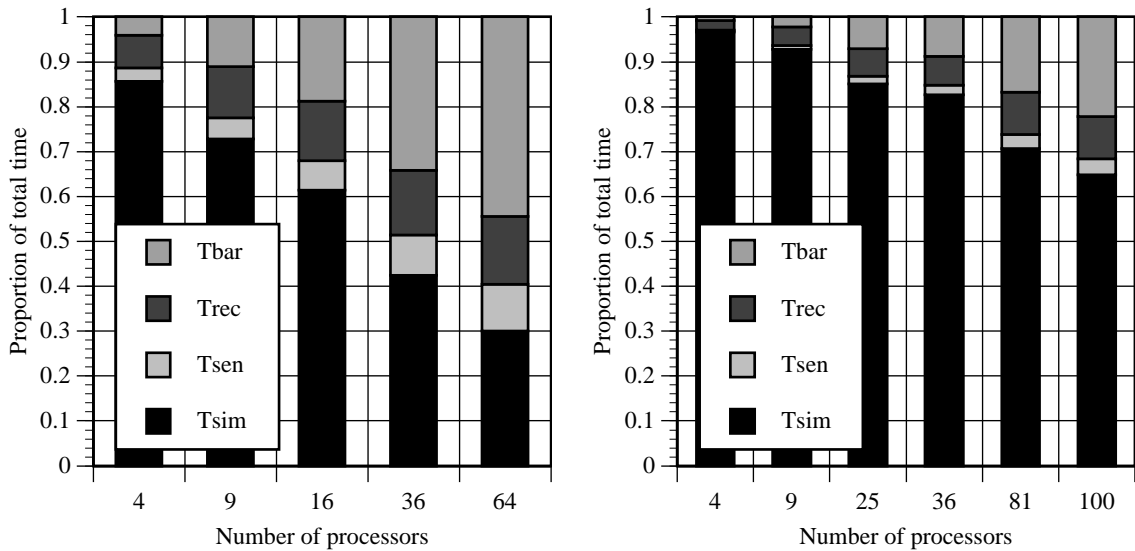 1
0.9
0.8
0.7
0.6
0.5
0.4
0.3
0.2
0.1
0
Proportion of total time
Tbar
Trec
Tsen
Tsim
4 9 16 36 64
Number of processors
1
0.9
0.8
0.7
0.6
0.5
0.4
0.3
0.2
0.1
0
Proportion of total time
Tbar
Trec
Tsen
Tsim
4 9 25 36 81 100
Number of processors